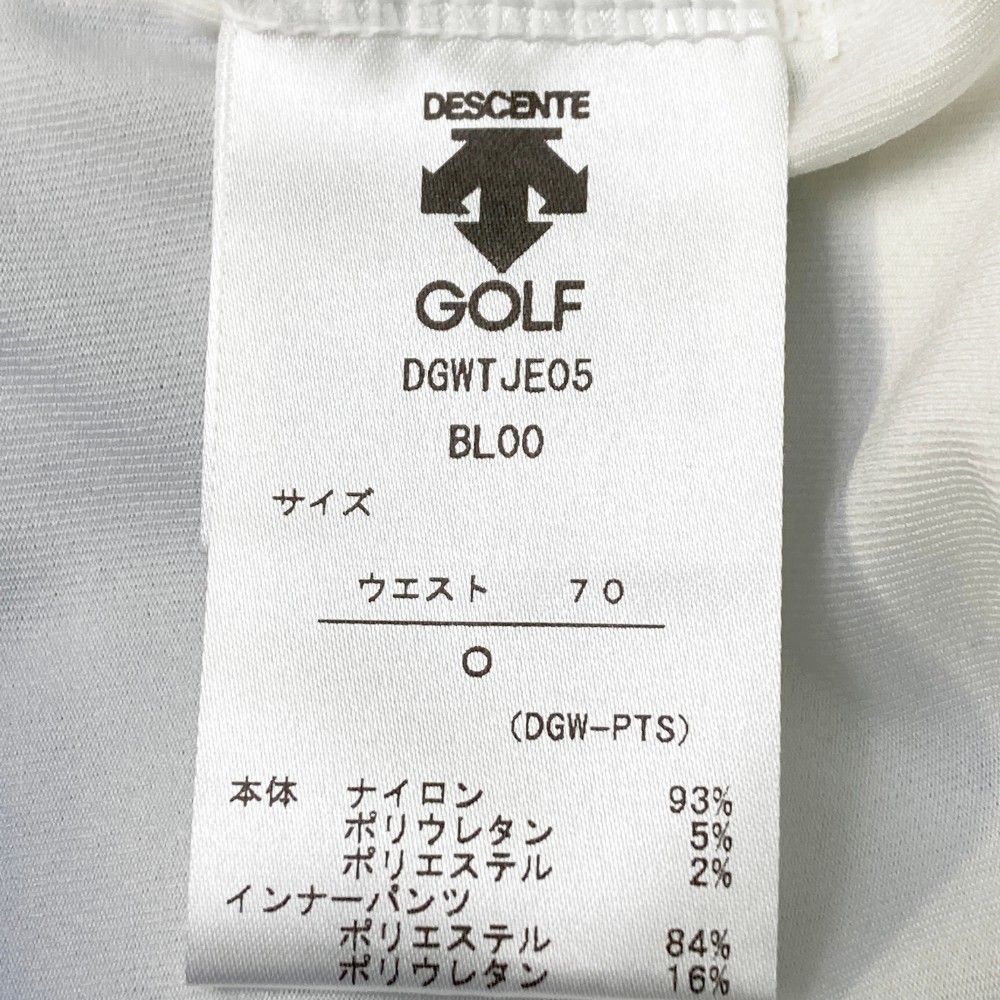 DESCENTE
GOLF
DGWTJE05
BL00
サイズ
ウエスト 70
O
(DGW-PTS)
本体 ナイロン 93%
ポリウレタン 5%
ポリエステル 2%
インナーパンツ
ポリエステル 84%
ポリウレタン 16%